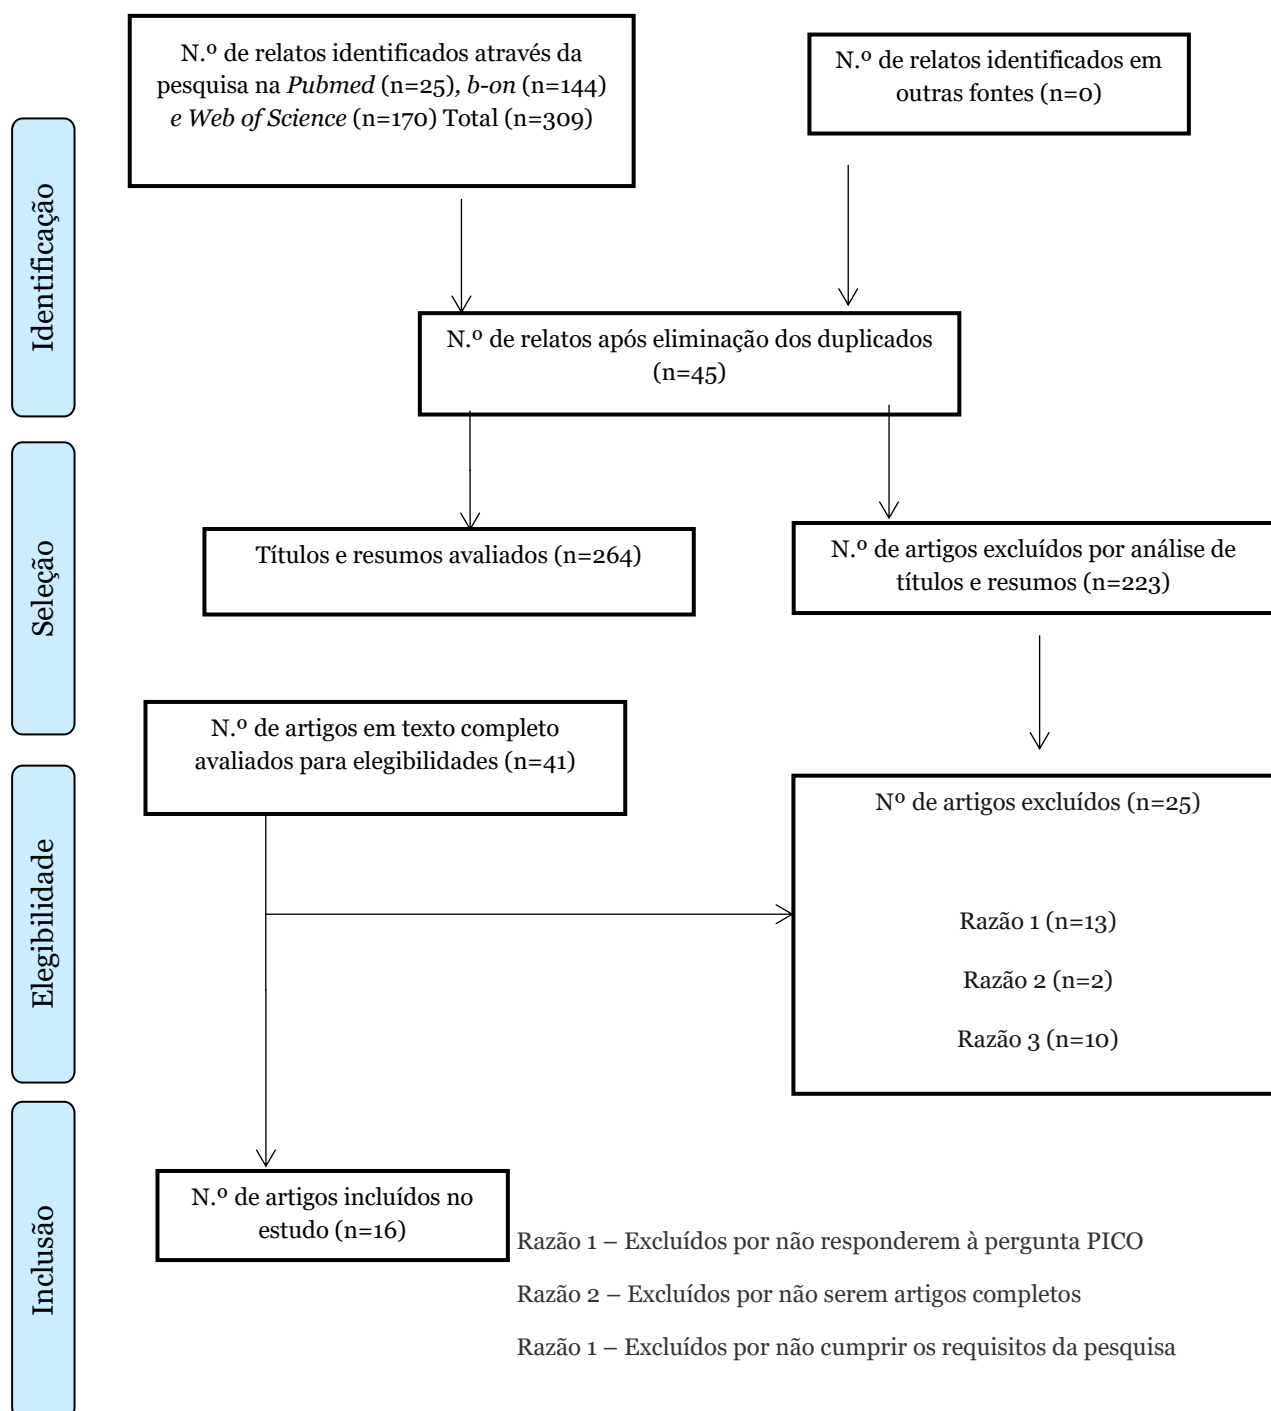 N.º de relatos identificados através da
pesquisa na Pubmed (n=25), b-on (n=144)
e Web of Science (n=170) Total (n=309)
N.º de relatos identificados em
outras fontes (n=0)
Identificação
N.º de relatos após eliminação dos duplicados
(n=45)
Seleção
Títulos e resumos avaliados (n=264)
N.º de artigos excluídos por análise de
títulos e resumos (n=223)
N.º de artigos em texto completo
avaliados para elegibilidades (n=41)
Elegibilidade
Nº de artigos excluídos (n=25)
Razão 1 (n=13)
Razão 2 (n=2)
Razão 3 (n=10)
Inclusão
N.º de artigos incluídos no
estudo (n=16)
Razão 1 – Excluídos por não responderem à pergunta PICO
Razão 2 – Excluídos por não serem artigos completos
Razão 1 – Excluídos por não cumprir os requisitos da pesquisa